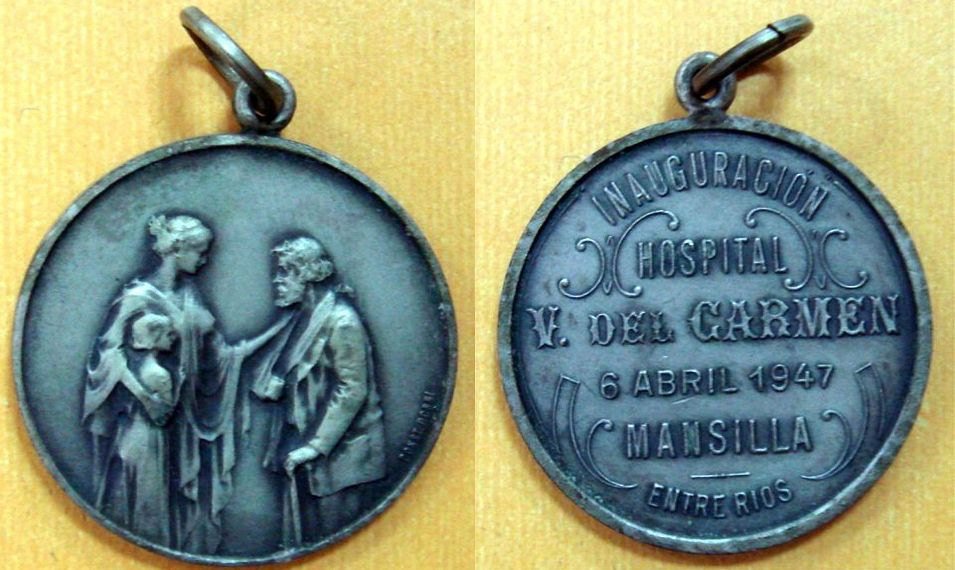 INAUGURACIÓN
HOSPITAL
V. DEL CARMEN
6 ABRIL 1947
MANSILLA
ENTRE RIOS